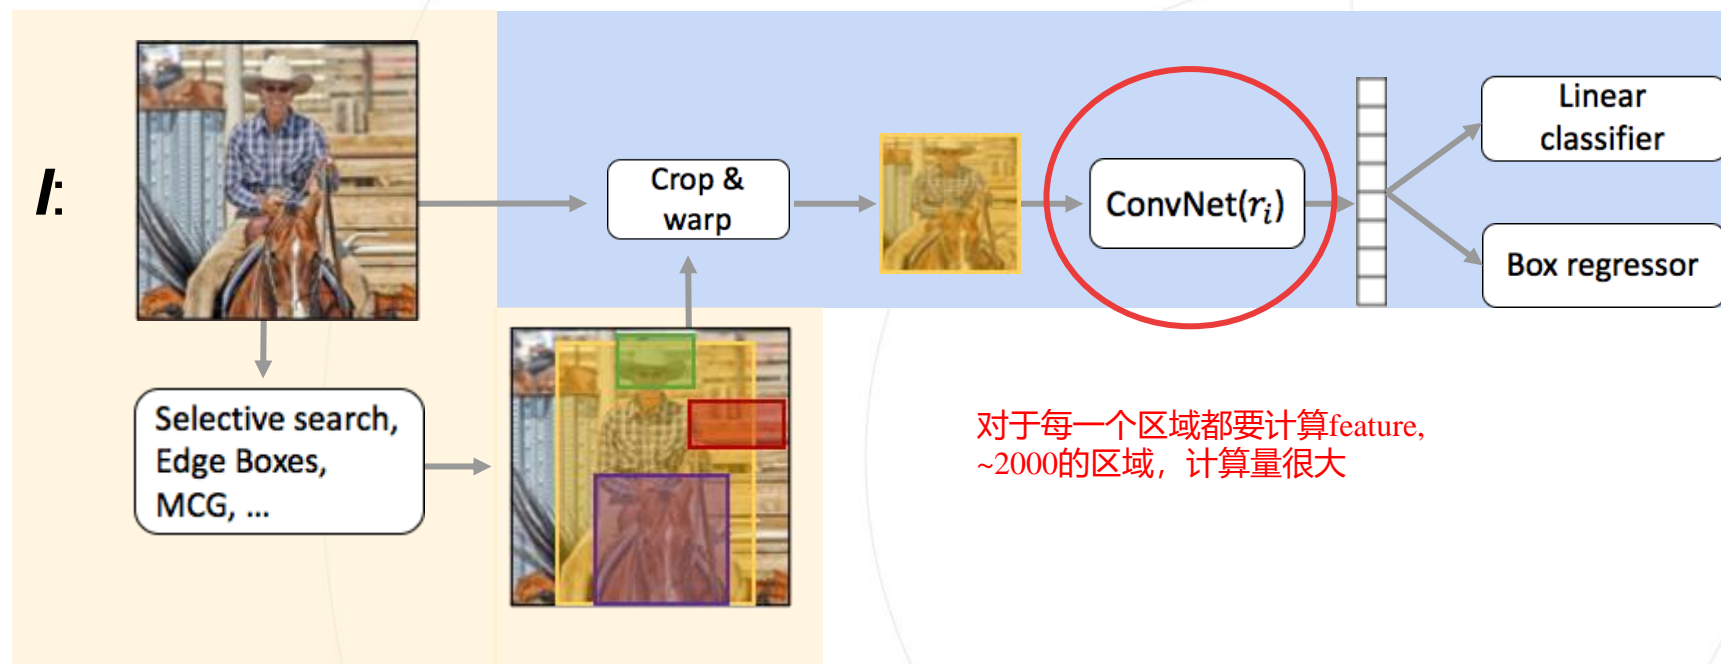 I:
Crop &
warp
ConvNet(rᵢ)
Linear
classifier
Box regressor
Selective search,
Edge Boxes,
MCG, ...
对于每一个区域都要计算feature,
~2000的区域，计算量很大